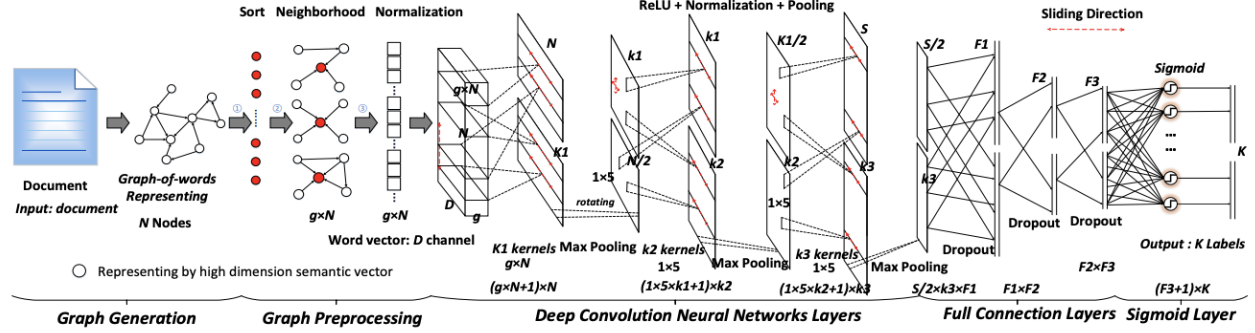 ReLU + Normalization + Pooling
Sort Neighborhood Normalization
Sliding Direction
① ② ③
N
k1
k1
K1/2
S
S/2
F1
F2
F3
Sigmoid
g×N
N
K1
D
g
N/2
1×5
k2
k2
1×5
k3
k3
K
rotating
Document
Input: document
Graph-of-words
Representing
N Nodes
g×N
g×N
Word vector: D channel
K1 kernels
g×N
(g×N+1)×N
Max Pooling
k2 kernels
1×5
(1×5×k1+1)×k2
Max Pooling
k3 kernels
1×5
(1×5×k2+1)×k3
Max Pooling
S/2×k3×F1
Dropout
F1×F2
Dropout
Dropout
F2×F3
Output : K Labels
(F3+1)×K
Representing by high dimension semantic vector
Graph Generation
Graph Preprocessing
Deep Convolution Neural Networks Layers
Full Connection Layers
Sigmoid Layer